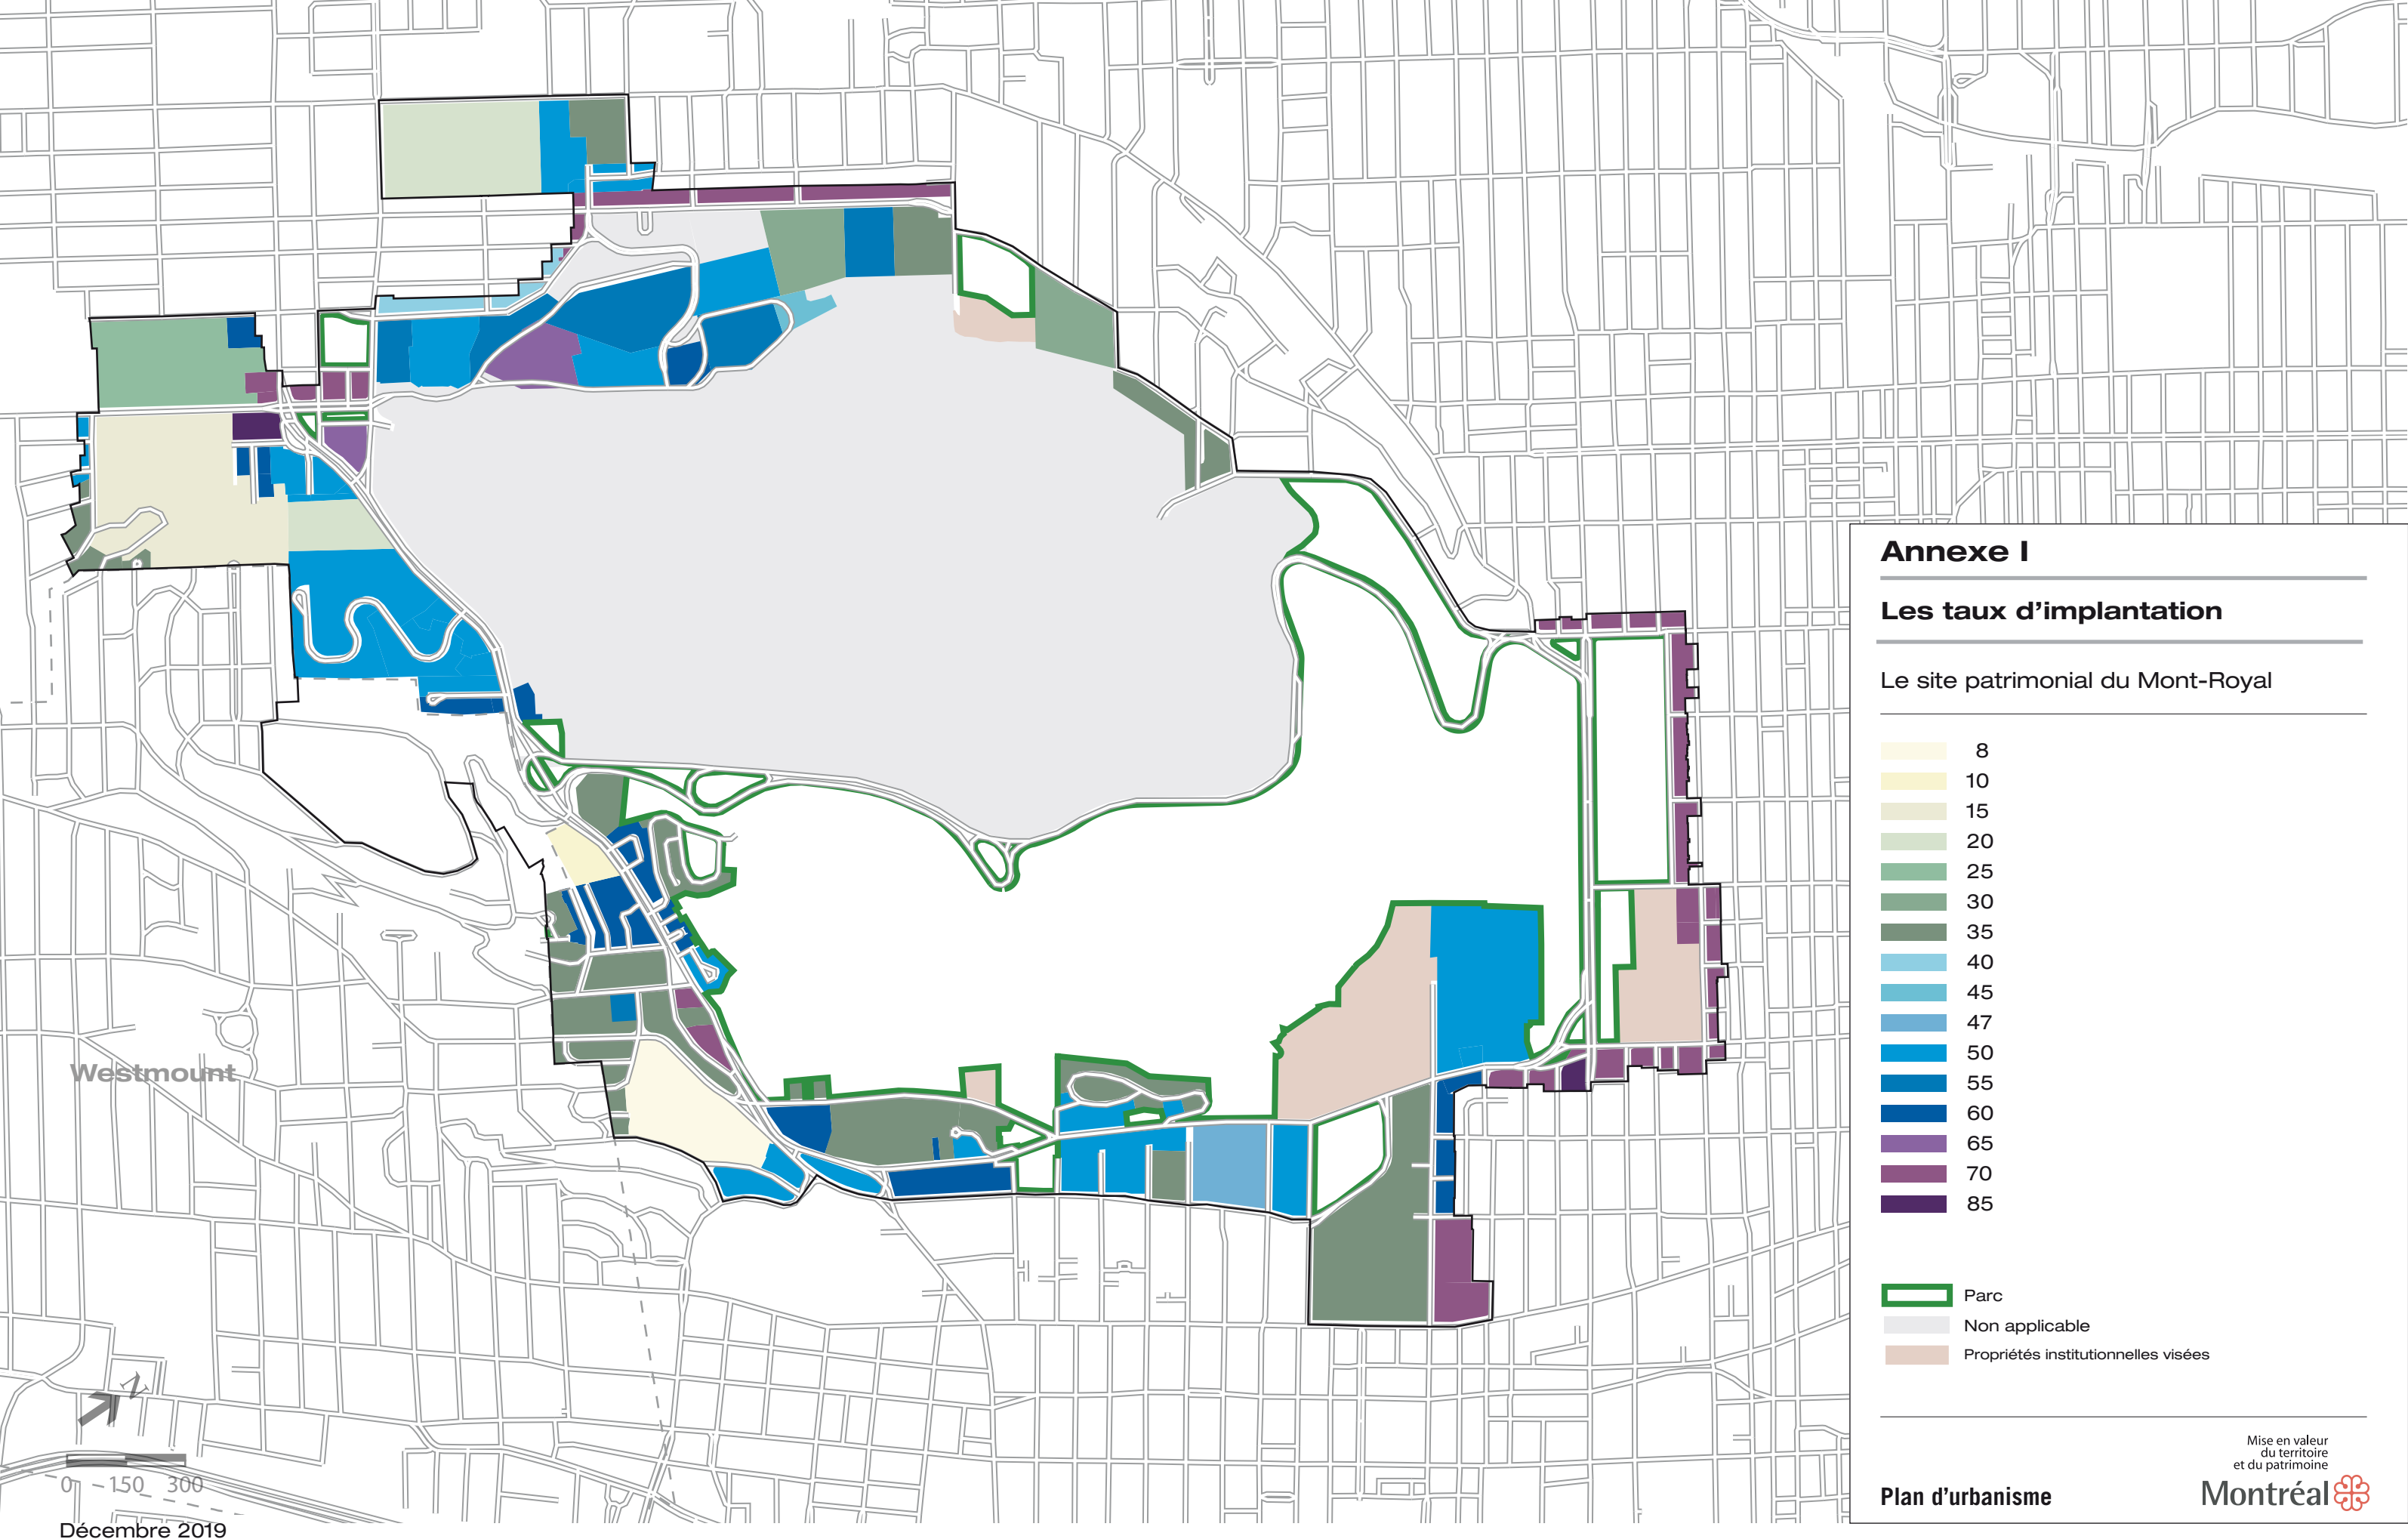 Annexe I
Les taux d’implantation
Le site patrimonial du Mont-Royal
8
10
15
20
25
30
35
40
45
47
50
55
60
65
70
85
Parc
Non applicable
Propriétés institutionnelles visées
Mise en valeur
du territoire
et du patrimoine
Plan d’urbanisme
Montréal
Westmount
N
0 150 300
Décembre 2019